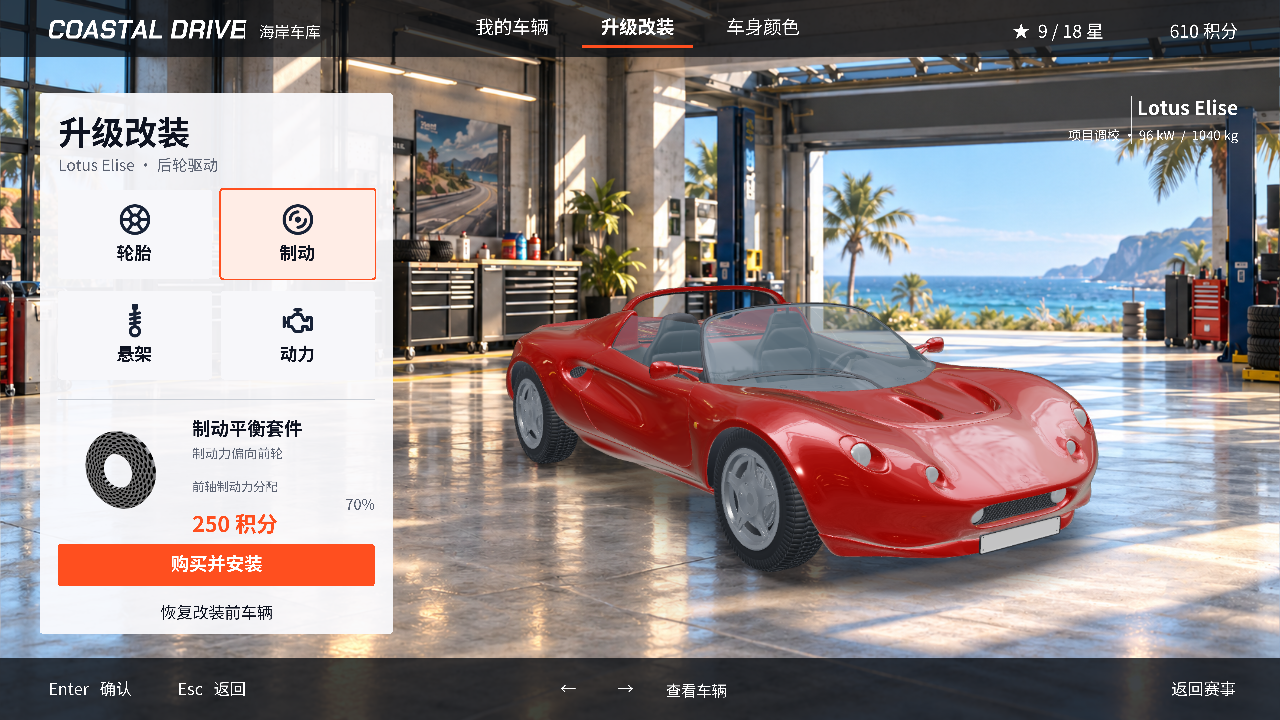 COASTAL DRIVE 海岸车库
我的车辆
升级改装
车身颜色
★ 9 / 18 星
610 积分
升级改装
Lotus Elise • 后轮驱动
轮胎
制动
悬架
动力
制动平衡套件
制动力偏向前轮
前轴制动力分配
70%
250 积分
购买并安装
恢复改装前车辆
Lotus Elise
项目调校 • 96 kW / 1040 kg
Enter 确认
Esc 返回
← → 查看车辆
返回赛事